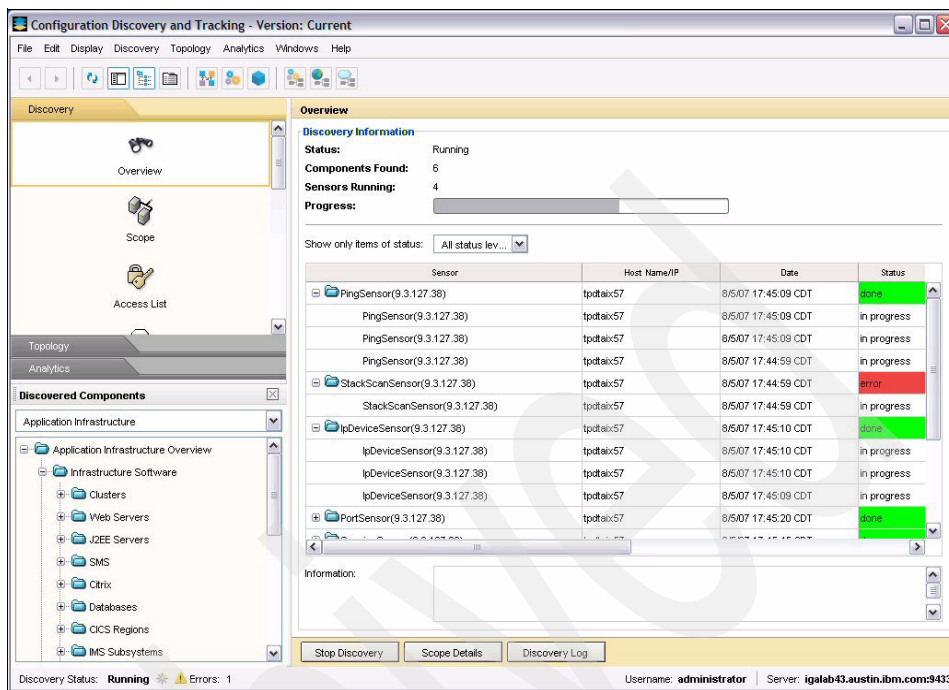 Configuration Discovery and Tracking - Version: Current
File Edit Display Discovery Topology Analytics Windows Help
Discovery
Overview
Scope
Access List
Topology
Analytics
Discovered Components
Application Infrastructure
Application Infrastructure Overview
Infrastructure Software
Clusters
Web Servers
J2EE Servers
SMS
Citrix
Databases
CICS Regions
IMS Subsystems
Overview
Discovery Information
Status: Running
Components Found: 6
Sensors Running: 4
Progress:
Show only items of status: All status lev...
Sensor Host Name/IP Date Status
PingSensor(9.3.127.38) tpdtaix57 8/5/07 17:45:09 CDT done
PingSensor(9.3.127.38) tpdtaix57 8/5/07 17:45:09 CDT in progress
PingSensor(9.3.127.38) tpdtaix57 8/5/07 17:45:09 CDT in progress
PingSensor(9.3.127.38) tpdtaix57 8/5/07 17:44:59 CDT in progress
StackScanSensor(9.3.127.38) tpdtaix57 8/5/07 17:44:59 CDT error
StackScanSensor(9.3.127.38) tpdtaix57 8/5/07 17:44:59 CDT in progress
IpDeviceSensor(9.3.127.38) tpdtaix57 8/5/07 17:45:10 CDT done
IpDeviceSensor(9.3.127.38) tpdtaix57 8/5/07 17:45:10 CDT in progress
IpDeviceSensor(9.3.127.38) tpdtaix57 8/5/07 17:45:10 CDT in progress
IpDeviceSensor(9.3.127.38) tpdtaix57 8/5/07 17:45:09 CDT in progress
PortSensor(9.3.127.38) tpdtaix57 8/5/07 17:45:20 CDT done
Information:
Stop Discovery Scope Details Discovery Log
Discovery Status: Running Errors: 1 Username: administrator Server: igalab43.austin.ibm.com:943